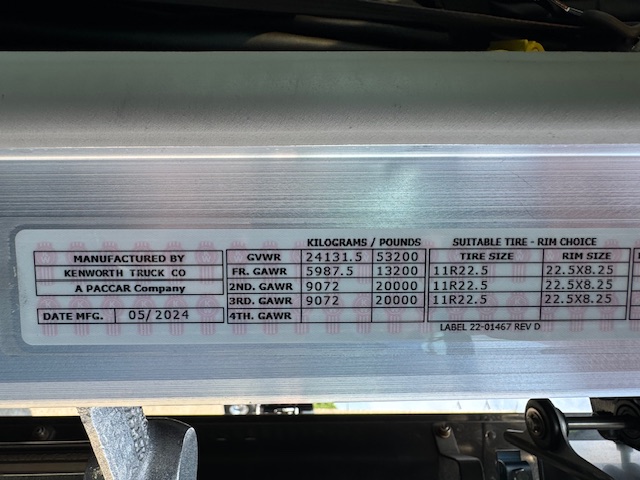 KILOGRAMS / POUNDS SUITABLE TIRE - RIM CHOICE
MANUFACTURED BY GVWR 24131.5 53200 TIRE SIZE RIM SIZE
KENWORTH TRUCK CO FR. GAWR 5987.5 13200 11R22.5 22.5X8.25
A PACCAR Company 2ND. GAWR 9072 20000 11R22.5 22.5X8.25
3RD. GAWR 9072 20000 11R22.5 22.5X8.25
DATE MFG. 05/2024 4TH. GAWR
LABEL 22-01467 REV D